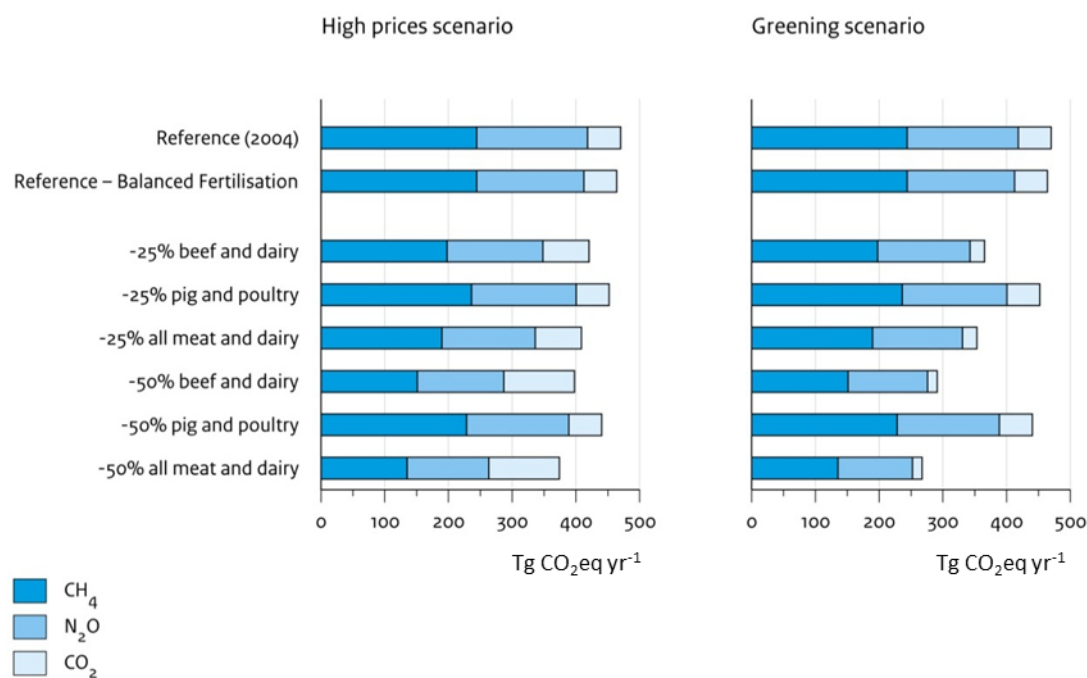 High prices scenario
Greening scenario
Reference (2004)
Reference – Balanced Fertilisation
-25% beef and dairy
-25% pig and poultry
-25% all meat and dairy
-50% beef and dairy
-50% pig and poultry
-50% all meat and dairy
0 100 200 300 400 500
0 100 200 300 400 500
Tg CO₂eq yr⁻¹
Tg CO₂eq yr⁻¹
CH₄
N₂O
CO₂